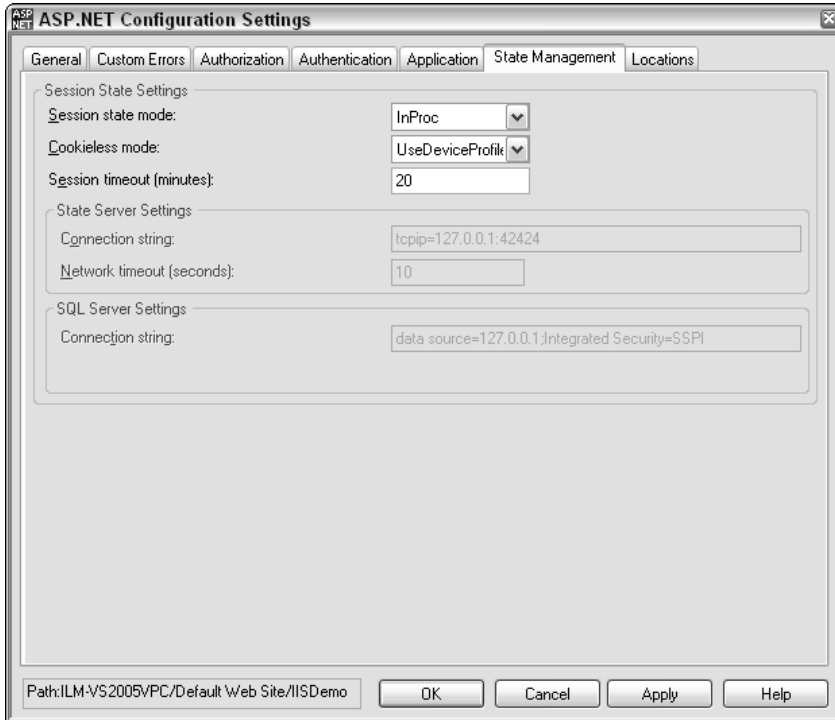 ASP.NET ASP.NET Configuration Settings
General Custom Errors Authorization Authentication Application State Management Locations
Session State Settings
Session state mode: InProc
Cookieless mode: UseDeviceProfile
Session timeout (minutes): 20
State Server Settings
Connection string: tcpip=127.0.0.1:42424
Network timeout (seconds): 10
SQL Server Settings
Connection string: data source=127.0.0.1;Integrated Security=SSPI
Path:ILM-VS2005VPC/Default Web Site/IISDemo OK Cancel Apply Help